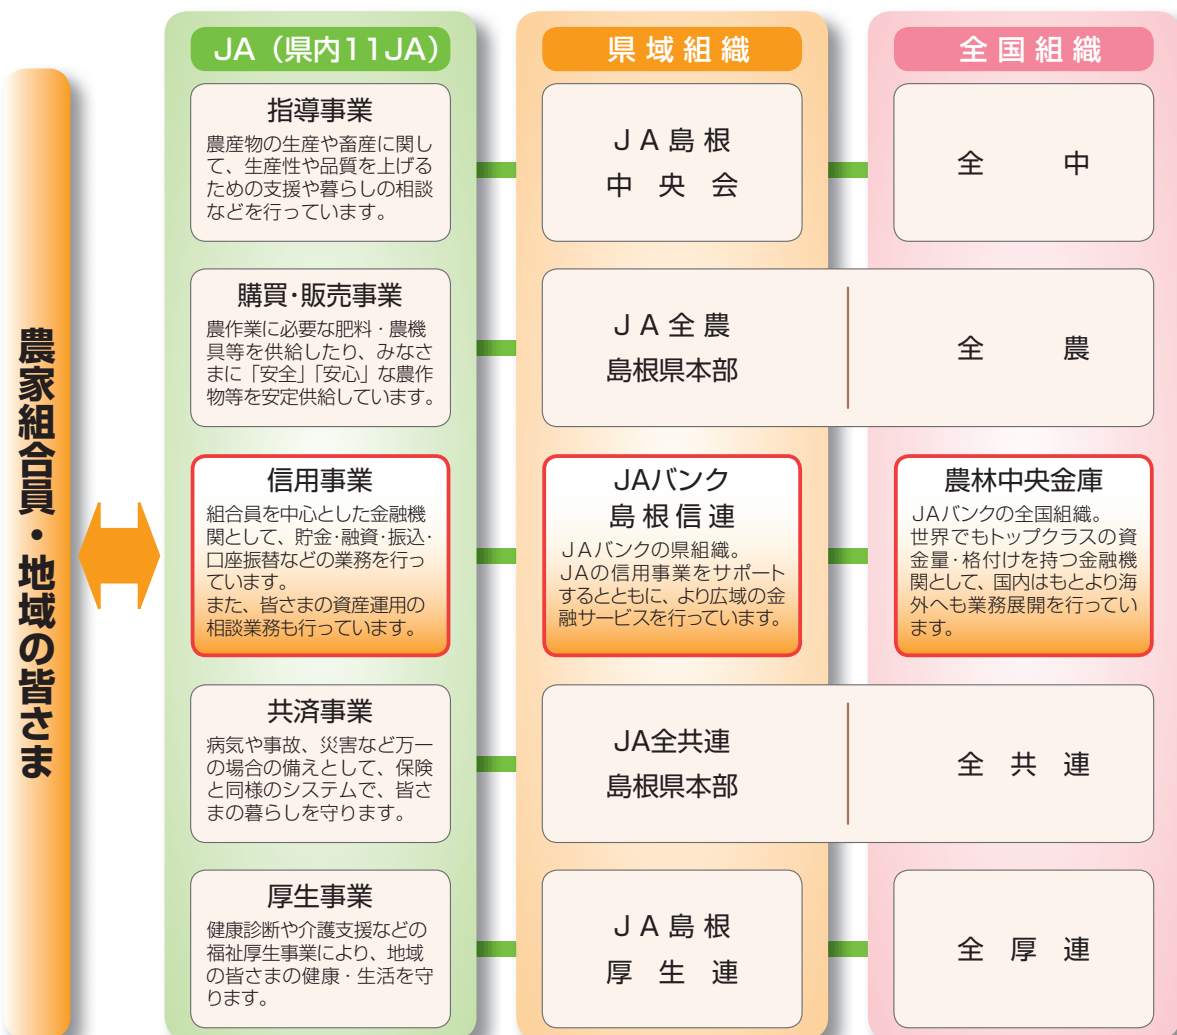 農家組合員・地域の皆さま
JA（県内11JA）
県域組織
全国組織
指導事業
農産物の生産や畜産に関し
て、生産性や品質を上げる
ための支援や暮らしの相談
などを行っています。
JA島根
中央会
全中
購買・販売事業
農作業に必要な肥料・農機
具等を供給したり、みなさ
まに「安全」「安心」な農作
物等を安定供給しています。
JA全農
島根県本部
全農
信用事業
組合員を中心とした金融機
関として、貯金・融資・振込・
口座振替などの業務を行っ
ています。
また、皆さまの資産運用の
相談業務も行っています。
JAバンク
島根信連
JAバンクの県組織。
JAの信用事業をサポート
するとともに、より広域の金
融サービスを行っています。
農林中央金庫
JAバンクの全国組織。
世界でもトップクラスの資
金量・格付けを持つ金融機
関として、国内はもとより海
外へも業務展開を行ってい
ます。
共済事業
病気や事故、災害など万一
の場合の備えとして、保険
と同様のシステムで、皆さ
まの暮らしを守ります。
JA全共連
島根県本部
全共連
厚生事業
健康診断や介護支援などの
福祉厚生事業により、地域
の皆さまの健康・生活を守
ります。
JA島根
厚生連
全厚連